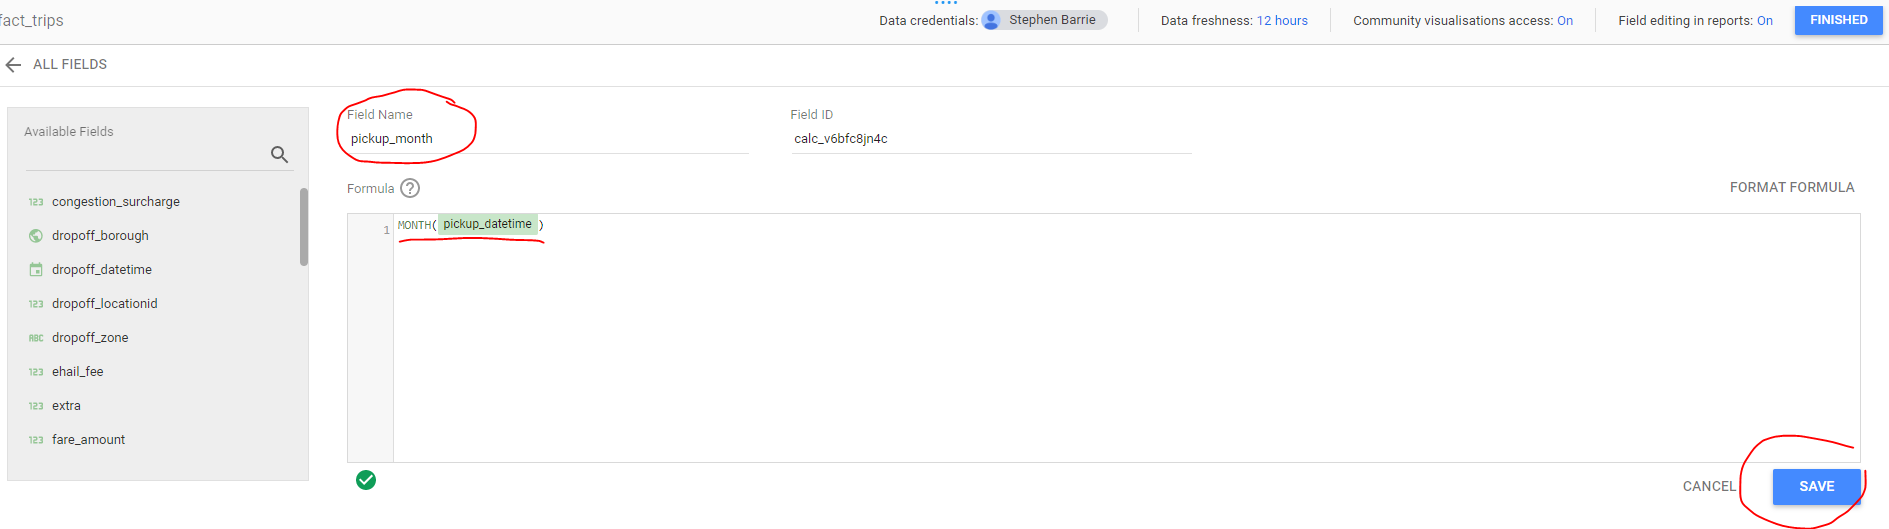 fact_trips
Data credentials: Stephen Barrie Data freshness: 12 hours Community visualisations access: On Field editing in reports: On FINISHED
ALL FIELDS
Available Fields
123 congestion_surcharge
dropoff_borough
dropoff_datetime
123 dropoff_locationid
ABC dropoff_zone
123 ehail_fee
123 extra
123 fare_amount
Field Name
pickup_month
Field ID
calc_v6bfc8jn4c
Formula ?
FORMAT FORMULA
1 MONTH( pickup_datetime )
CANCEL SAVE